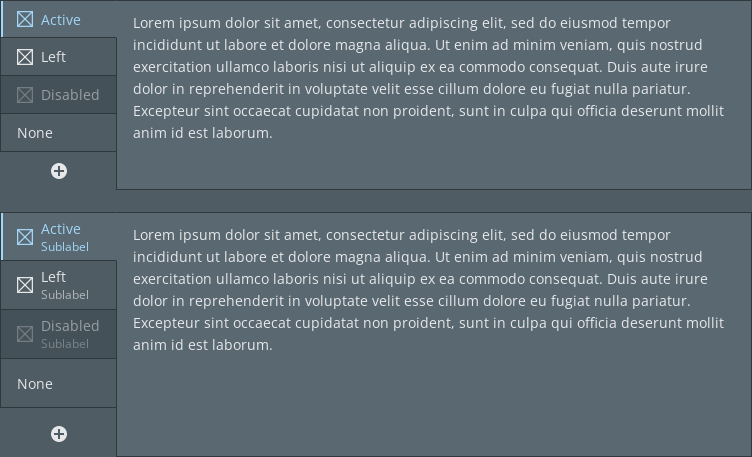 Active
Left
Disabled
None
Lorem ipsum dolor sit amet, consectetur adipiscing elit, sed do eiusmod tempor
incididunt ut labore et dolore magna aliqua. Ut enim ad minim veniam, quis nostrud
exercitation ullamco laboris nisi ut aliquip ex ea commodo consequat. Duis aute irure
dolor in reprehenderit in voluptate velit esse cillum dolore eu fugiat nulla pariatur.
Excepteur sint occaecat cupidatat non proident, sunt in culpa qui officia deserunt mollit
anim id est laborum.
Active
Sublabel
Left
Sublabel
Disabled
Sublabel
None
Lorem ipsum dolor sit amet, consectetur adipiscing elit, sed do eiusmod tempor
incididunt ut labore et dolore magna aliqua. Ut enim ad minim veniam, quis nostrud
exercitation ullamco laboris nisi ut aliquip ex ea commodo consequat. Duis aute irure
dolor in reprehenderit in voluptate velit esse cillum dolore eu fugiat nulla pariatur.
Excepteur sint occaecat cupidatat non proident, sunt in culpa qui officia deserunt mollit
anim id est laborum.